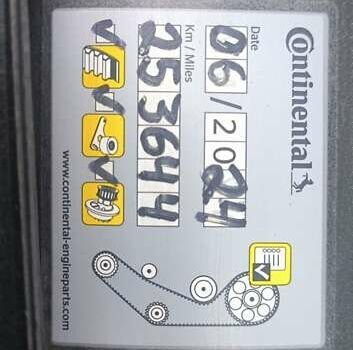 Continental
Date
06/2024
Km / Miles
253644
www.continental-engineparts.com